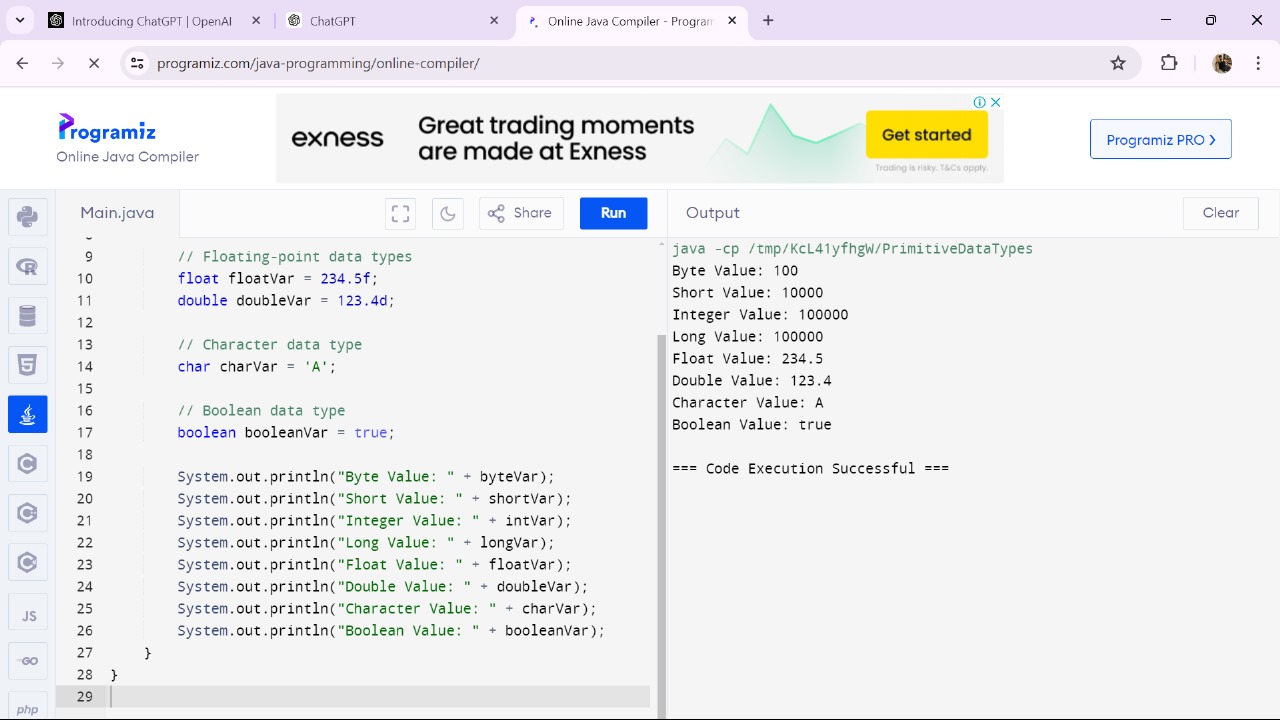 Introducing ChatGPT | OpenAI
ChatGPT
Online Java Compiler - Program
programiz.com/java-programming/online-compiler/
Programiz
Online Java Compiler
exness
Great trading moments
are made at Exness
Get started
Trading is risky. T&Cs apply.
Programiz PRO >
Main.java
Share
Run
Output
Clear
9 // Floating-point data types
10 float floatVar = 234.5f;
11 double doubleVar = 123.4d;
12
13 // Character data type
14 char charVar = 'A';
15
16 // Boolean data type
17 boolean booleanVar = true;
18
19 System.out.println("Byte Value: " + byteVar);
20 System.out.println("Short Value: " + shortVar);
21 System.out.println("Integer Value: " + intVar);
22 System.out.println("Long Value: " + longVar);
23 System.out.println("Float Value: " + floatVar);
24 System.out.println("Double Value: " + doubleVar);
25 System.out.println("Character Value: " + charVar);
26 System.out.println("Boolean Value: " + booleanVar);
27 }
28 }
29
java -cp /tmp/KcL41yfhgW/PrimitiveDataTypes
Byte Value: 100
Short Value: 10000
Integer Value: 100000
Long Value: 100000
Float Value: 234.5
Double Value: 123.4
Character Value: A
Boolean Value: true
=== Code Execution Successful ===
JS
GO
php